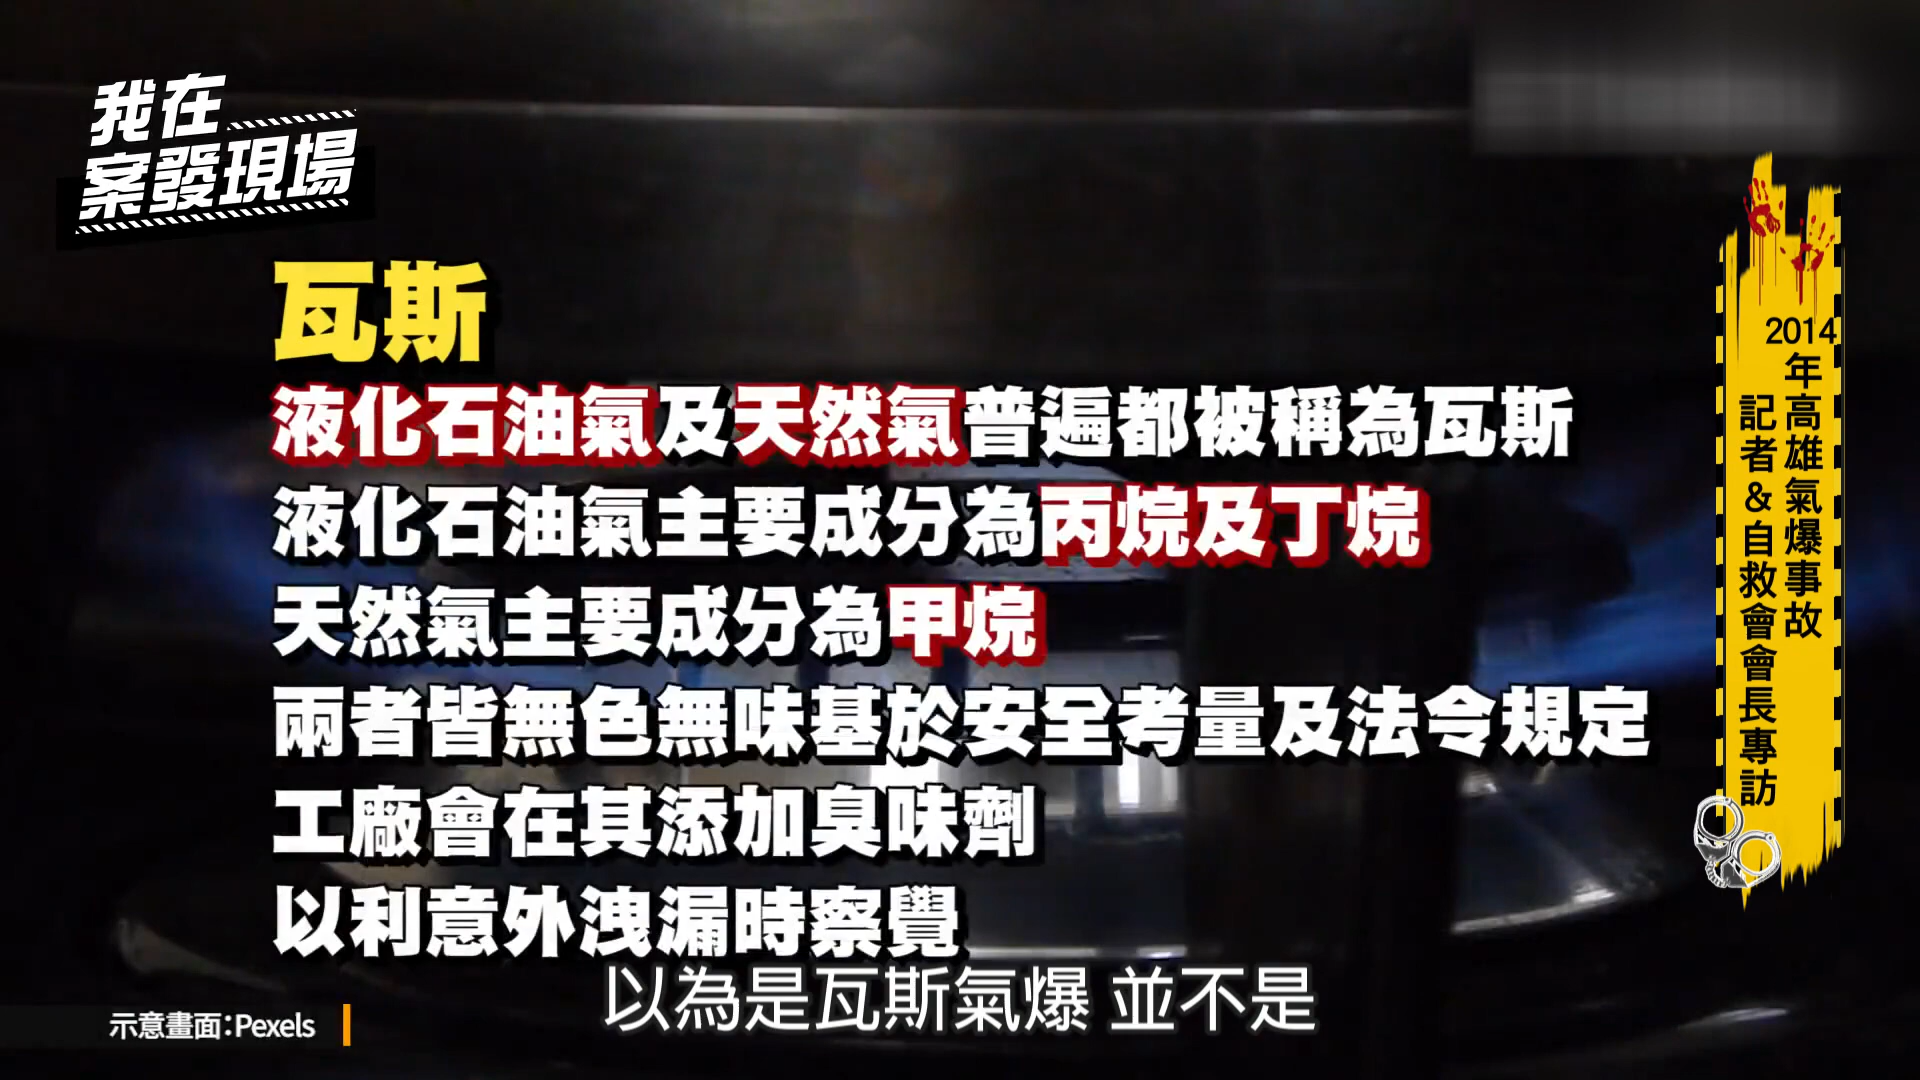 我在
案發現場
瓦斯
液化石油氣及天然氣普遍都被稱為瓦斯
液化石油氣主要成分為丙烷及丁烷
天然氣主要成分為甲烷
兩者皆無色無味基於安全考量及法令規定
工廠會在其添加臭味劑
以利意外洩漏時察覺
以為是瓦斯氣爆 並不是
示意畫面:Pexels
2014年高雄氣爆事故
記者&自救會會長專訪